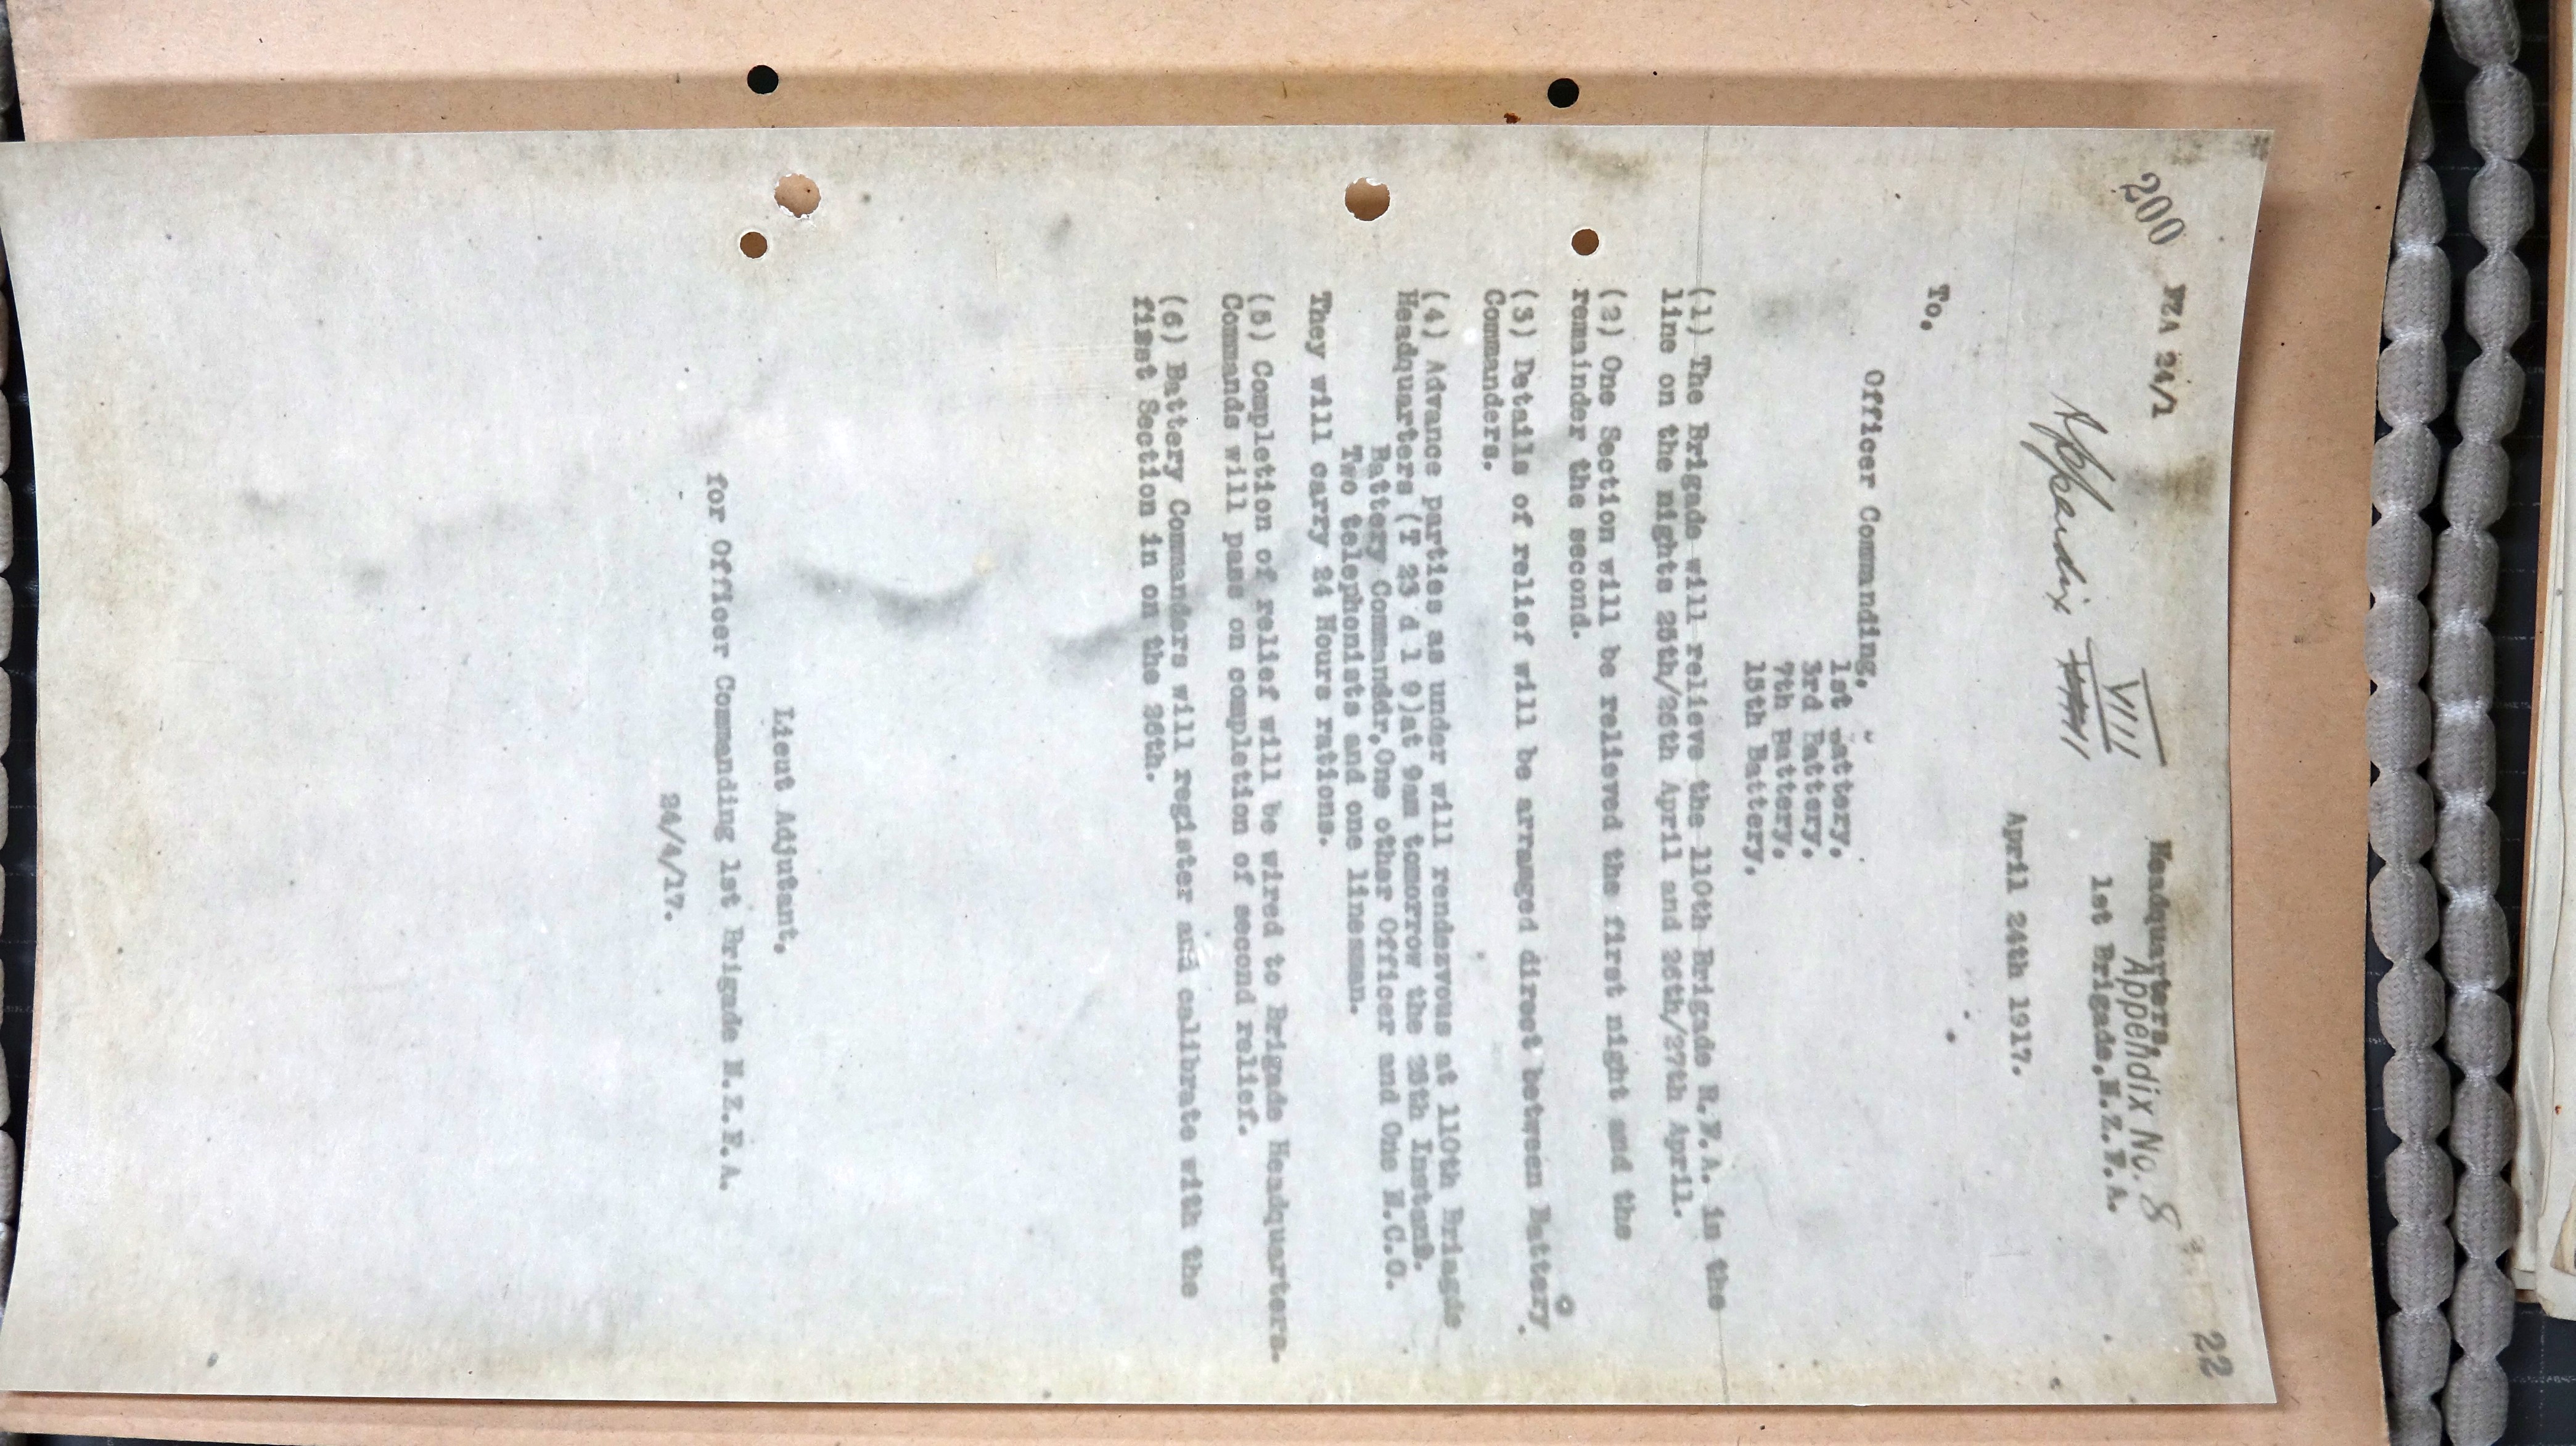 200
22
FZA 24/1
Headquarters,
Appendix No. 8
1st Brigade,N.Z.F.A.
Appendix VIII
April 24th 1917.
To,
Officer Commanding,
1st Battery,
3rd Battery,
7th Battery,
15th Battery,
(1) The Brigade will relieve the 110th Brigade R.F.A. in the
line on the nights 25th/26th April and 26th/27th April.
(2) One Section will be relieved the first night and the
remainder the second.
(3) Details of relief will be arranged direct between Battery
Commanders.
(4) Advance parties as under will rendezvous at 110th Briagde
Headquarters (T 23 d 1 9)at 9am tomorrow the 25th
Battery Commanddr,One other Officer and One N.C.O.
Two telephonists and one linesman.
They will carry 24 Hours rations.
(5) Completion of relief will be wired to Brigade Headquarters.
Commands will pass on completion of second relief.
(6) Battery Commanders will register and calibrate with the
first Section in on the 26th.
Lieut Adjutant,
for Officer Commanding 1st Brigade N.Z.F.A.
24/4/17.